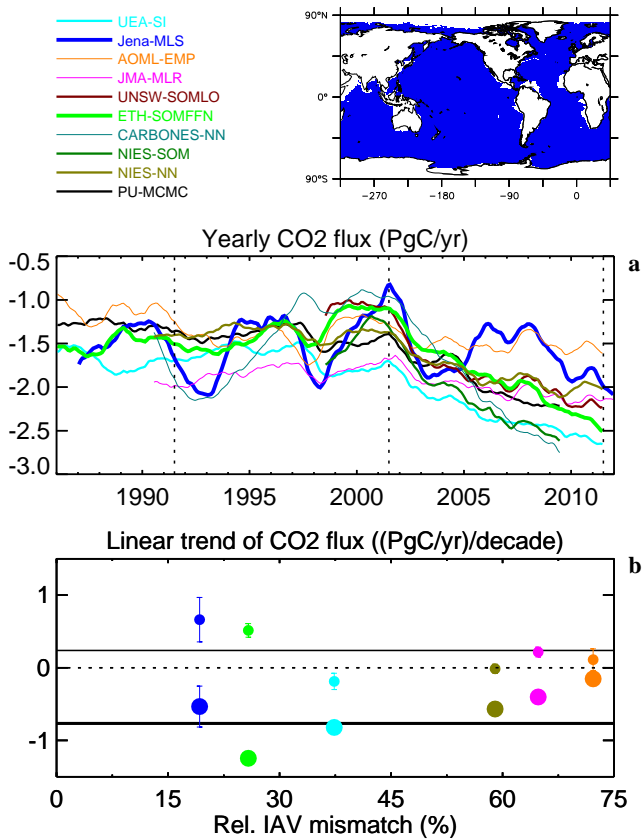 UEA-SI
Jena-MLS
AOML-EMP
JMA-MLR
UNSW-SOMLO
ETH-SOMFFN
CARBONES-NN
NIES-SOM
NIES-NN
PU-MCMC
90°N
0°
90°S
−270 −180 −90 0
Yearly CO2 flux (PgC/yr)
a
-0.5
-1.0
-1.5
-2.0
-2.5
-3.0
1990 1995 2000 2005 2010
Linear trend of CO2 flux ((PgC/yr)/decade)
b
1
0
-1
0 15 30 45 60 75
Rel. IAV mismatch (%)